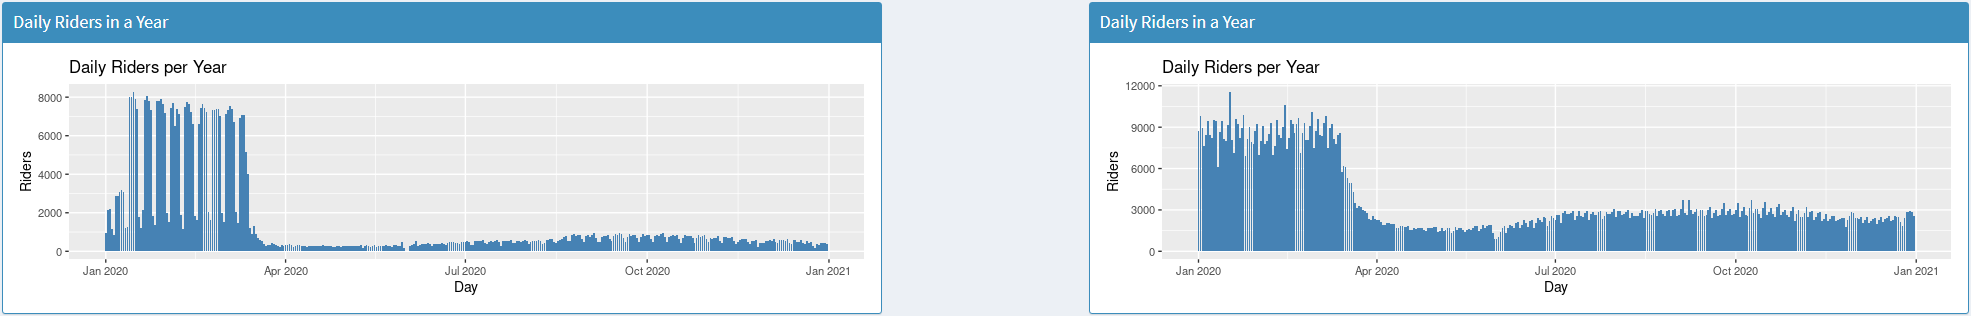 Daily Riders in a Year
Daily Riders per Year
8000
6000
4000
2000
0
Riders
Jan 2020 Apr 2020 Jul 2020 Oct 2020 Jan 2021
Day
Daily Riders in a Year
Daily Riders per Year
12000
9000
6000
3000
0
Riders
Jan 2020 Apr 2020 Jul 2020 Oct 2020 Jan 2021
Day